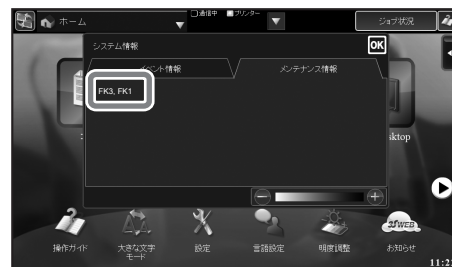 ホーム
□通信中 ■プリンター
ジョブ状況
システム情報
OK
イベント情報
メンテナンス情報
FK3, FK1
ktop
操作ガイド
大きな文字
モード
設定
言語設定
明度調整
WEB
お知らせ